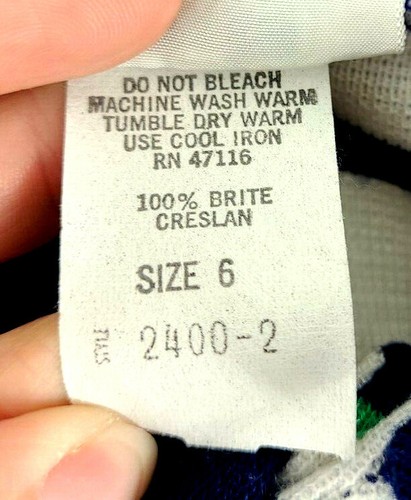 DO NOT BLEACH
MACHINE WASH WARM
TUMBLE DRY WARM
USE COOL IRON
RN 47116
100% BRITE
CRESLAN
SIZE 6
STYLE 2400-2